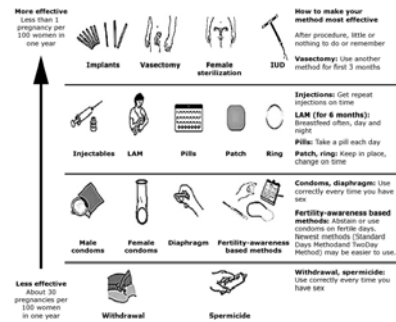 More effective
Less than 1
pregnancy per
100 women in
one year
Implants
Vasectomy
Female
sterilization
IUD
How to make your
method most effective
After procedure, little or
nothing to do or remember
Vasectomy: Use another
method for first 3 months
Injectables
LAM
Pills
Patch
Ring
Injections: Get repeat
injections on time
LAM (for 6 months):
Breastfeed often, day and
night
Pills: Take a pill each day
Patch, ring: Keep in place,
change on time
Male
condoms
Female
condoms
Diaphragm
Fertility-awareness
based methods
Condoms, diaphragm: Use
correctly every time you have
sex
Fertility-awareness based
methods: Abstain or use
condoms on fertile days.
Newest methods (Standard
Days Methodand TwoDay
Method) may be easier to use.
Less effective
About 30
pregnancies per
100 women
in one year
Withdrawal
Spermicide
Withdrawal, spermicide:
Use correctly every time you
have sex